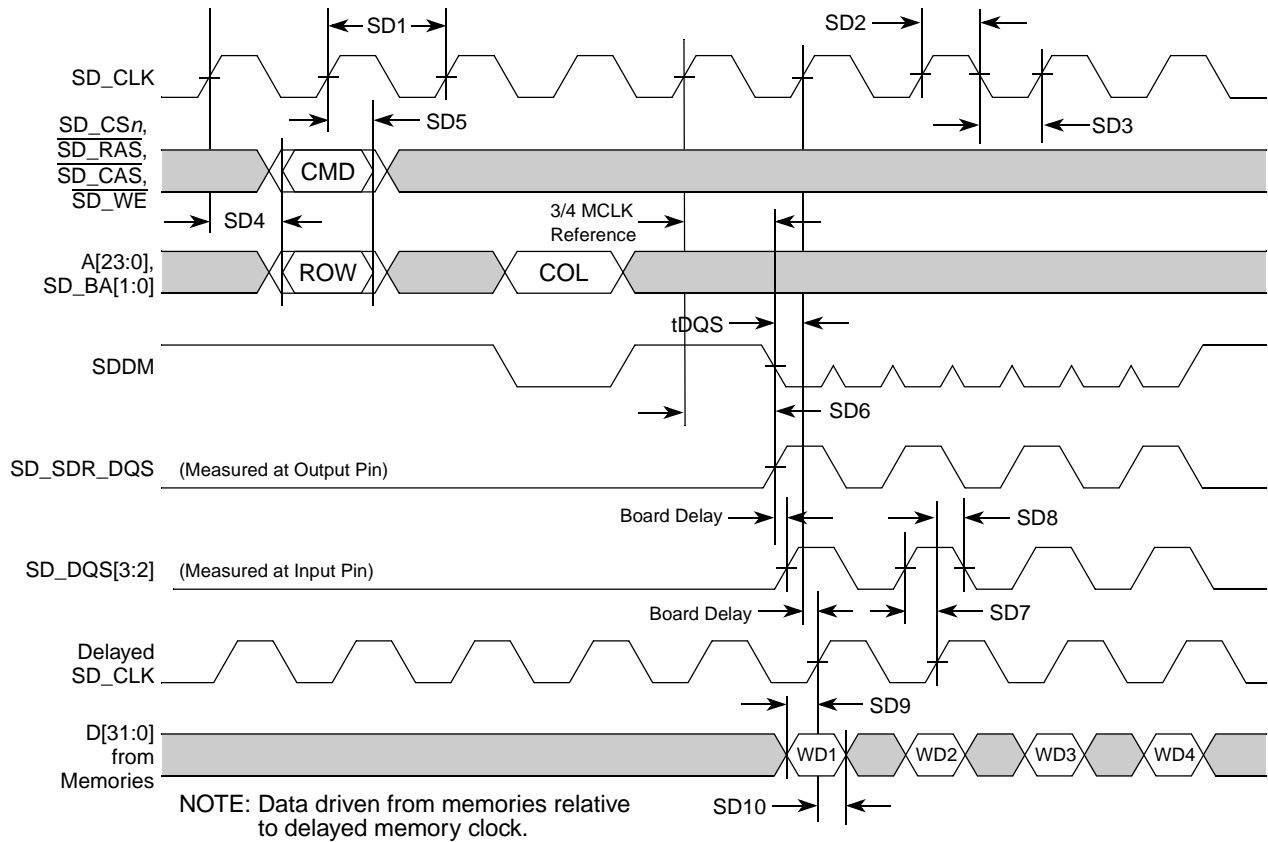 SD1
SD2
SD_CLK
SD5
SD3
SD_CSn,
SD_RAS,
SD_CAS,
SD_WE
CMD
SD4
3/4 MCLK
Reference
A[23:0],
SD_BA[1:0]
ROW
COL
tDQS
SDDM
SD6
SD_SDR_DQS
(Measured at Output Pin)
Board Delay
SD8
SD_DQS[3:2]
(Measured at Input Pin)
Board Delay
SD7
Delayed
SD_CLK
SD9
D[31:0]
from
Memories
WD1
WD2
WD3
WD4
NOTE: Data driven from memories relative
to delayed memory clock.
SD10